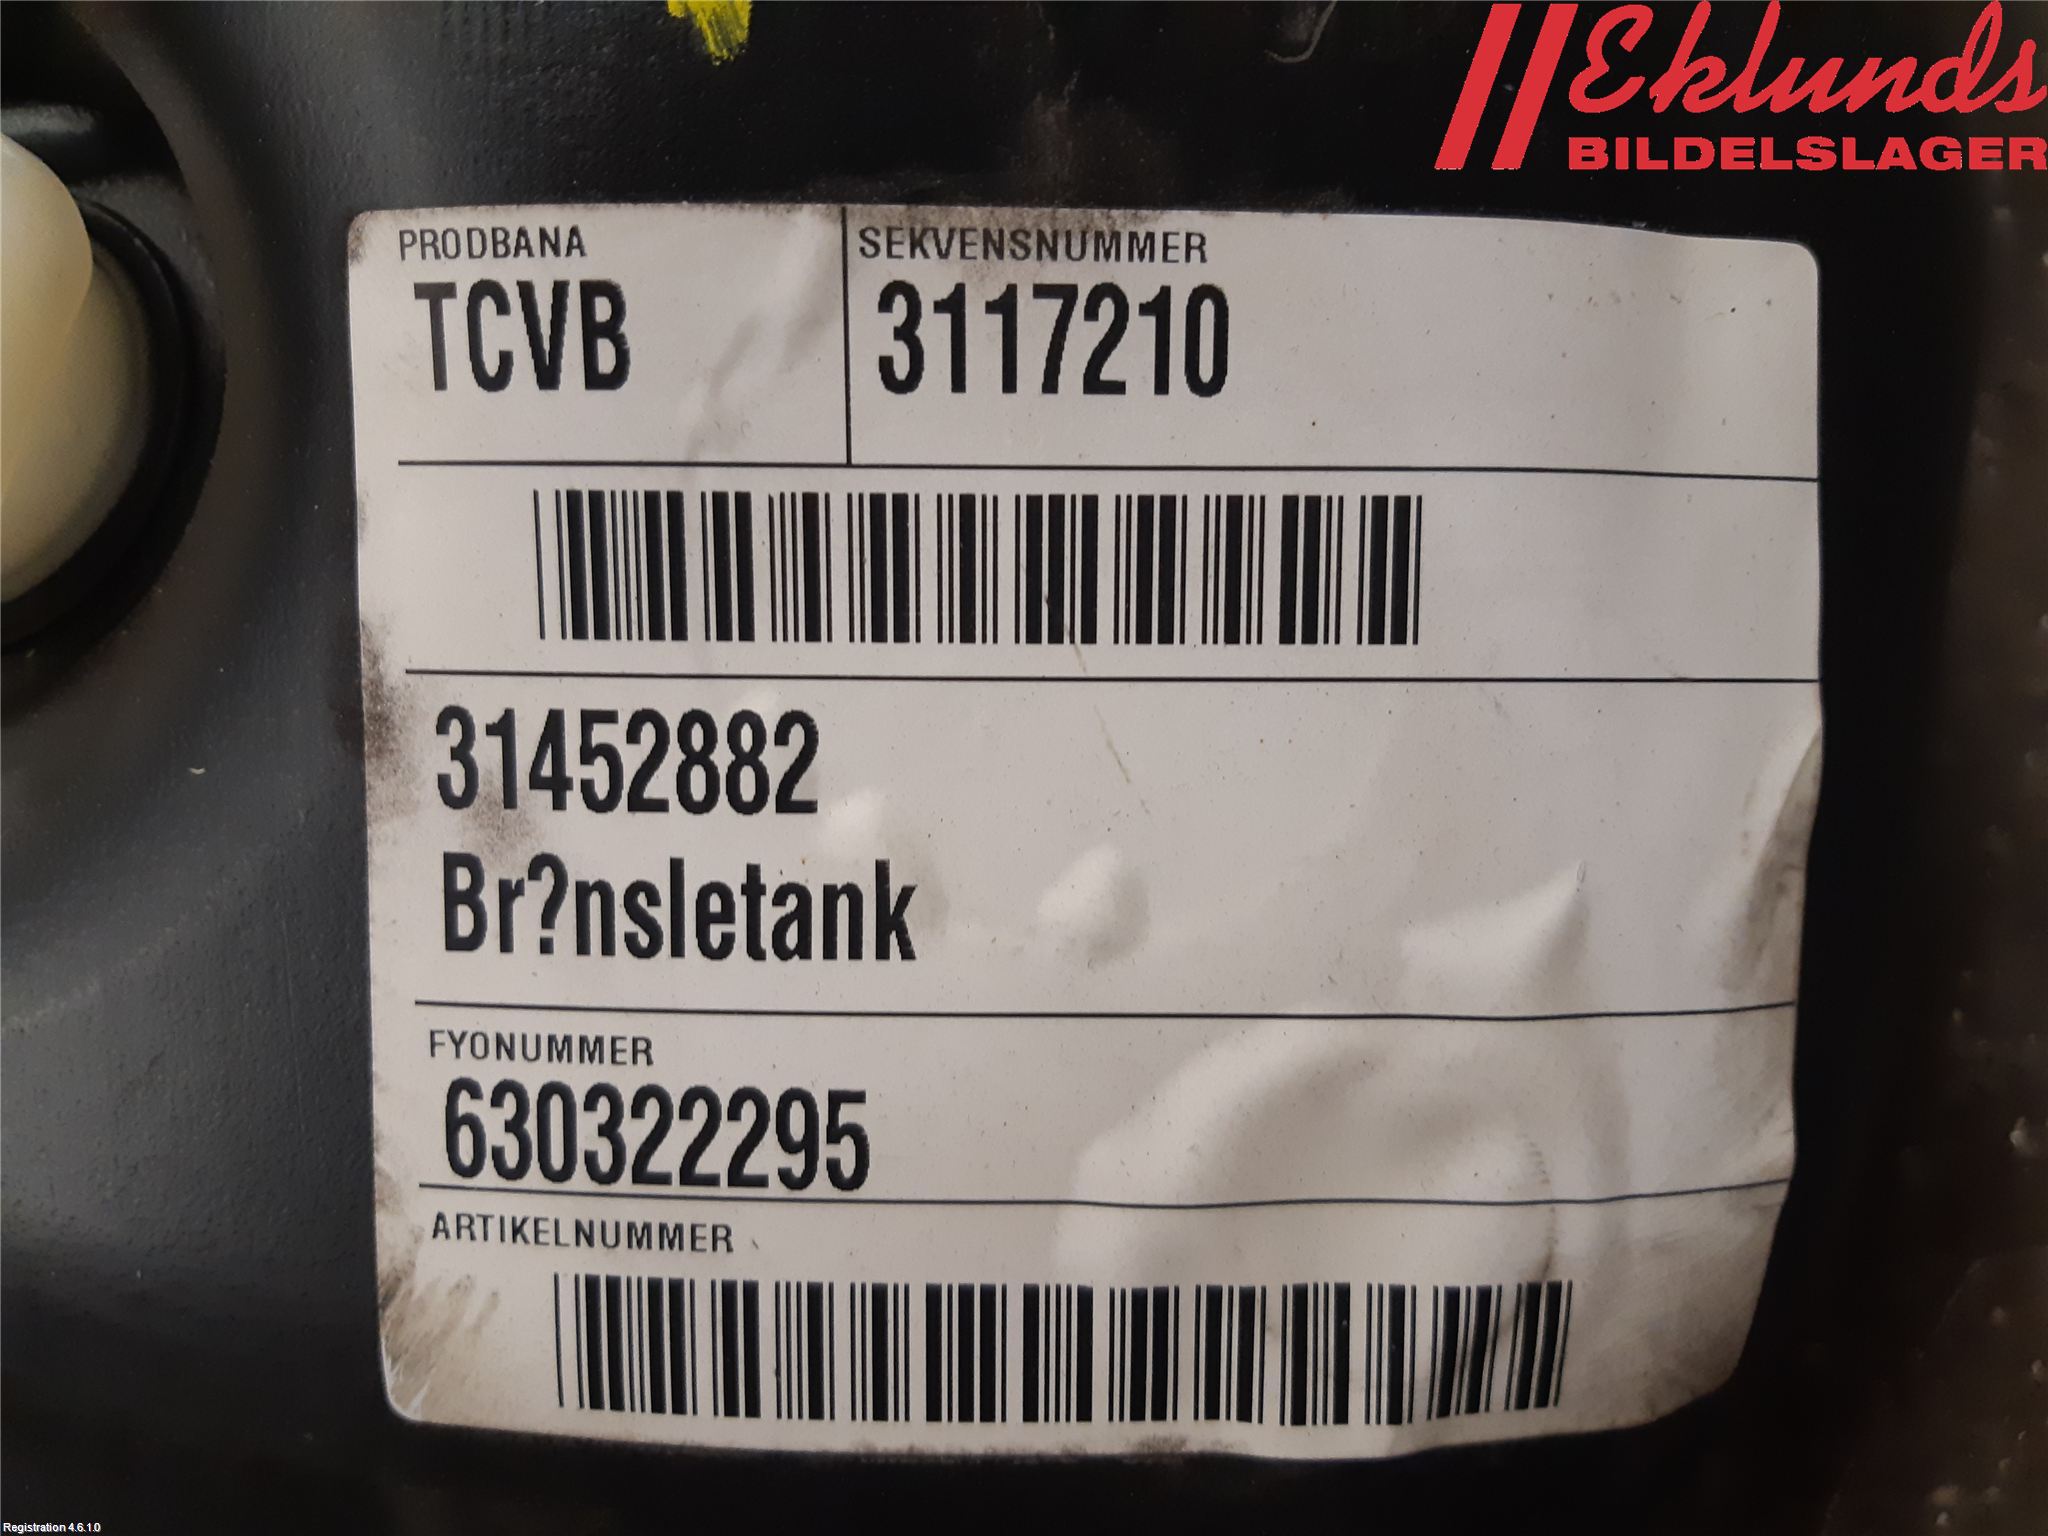 Eklunds
BILDELSLAGER
PRODBANA
TCVB
SEKVENSNUMMER
3117210
31452882
Br?nsletank
FYONUMMER
630322295
ARTIKELNUMMER
Registration 4.6.1.0